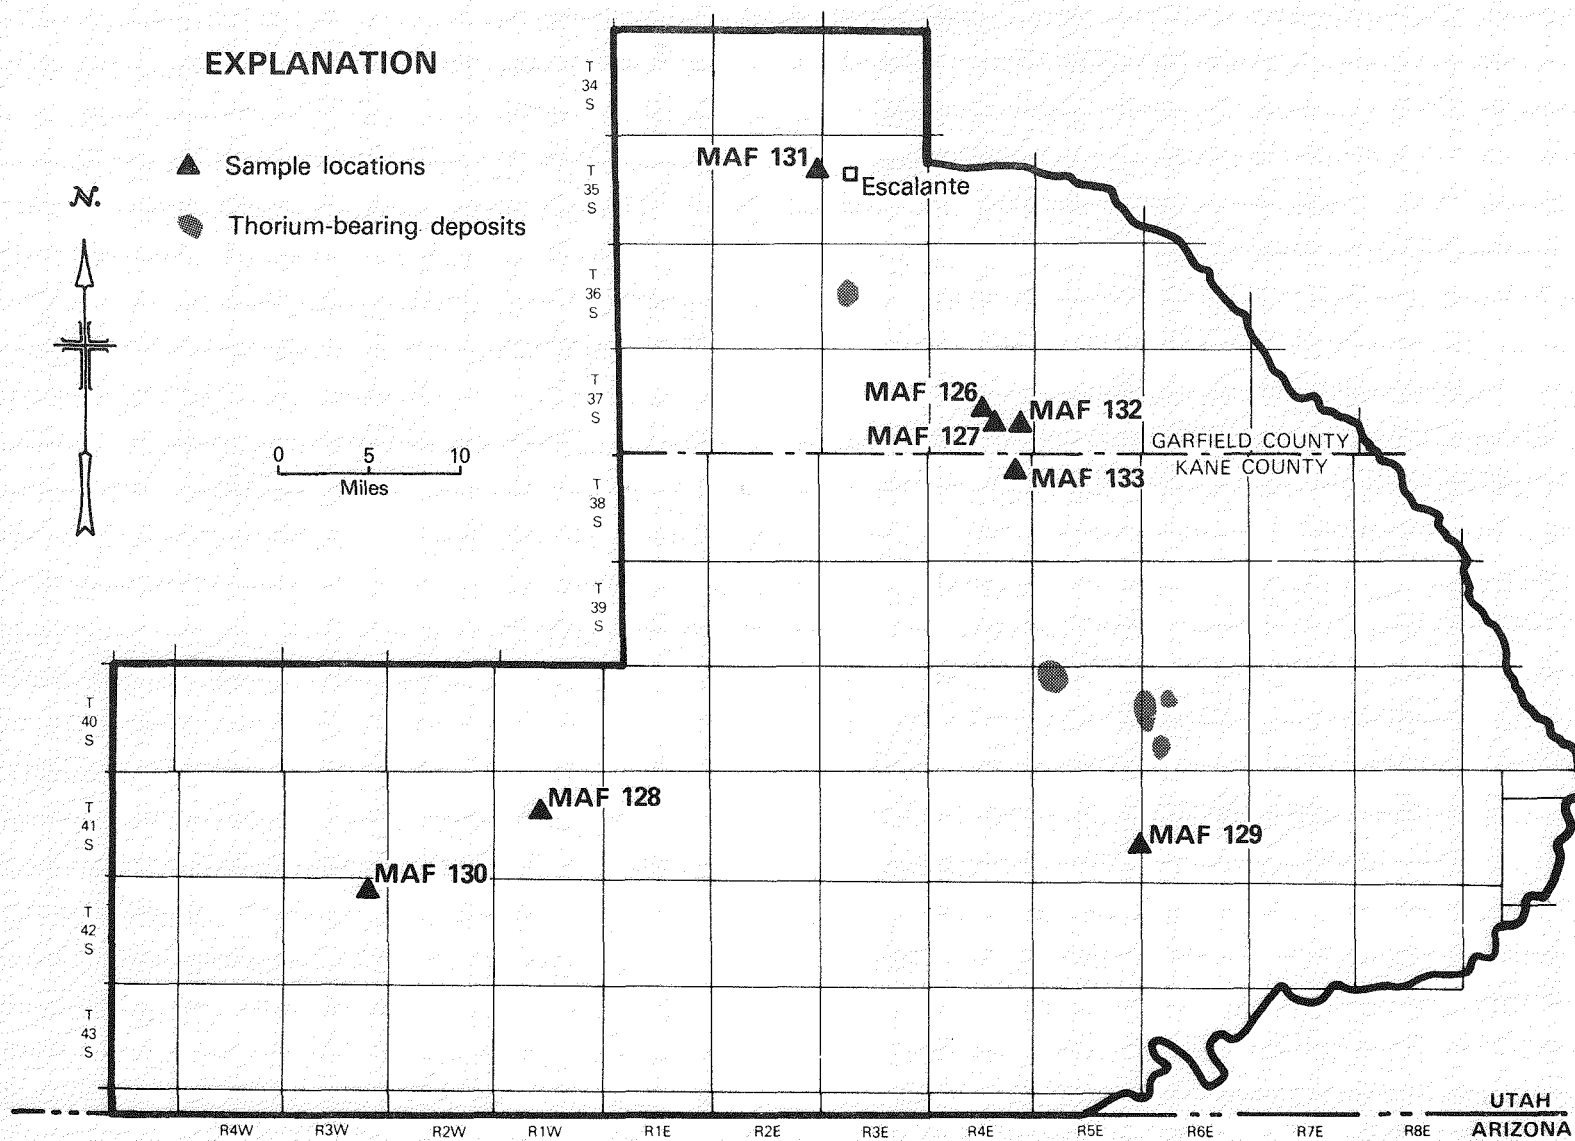 EXPLANATION
Sample locations
Thorium-bearing deposits
N.
0 5 10
Miles
T
34
S
T
35
S
T
36
S
T
37
S
T
38
S
T
39
S
T
40
S
T
41
S
T
42
S
T
43
S
MAF 131
Escalante
MAF 126
MAF 132
MAF 127
GARFIELD COUNTY
KANE COUNTY
MAF 133
MAF 128
MAF 129
MAF 130
UTAH
ARIZONA
R4W R3W R2W R1W R1E R2E R3E R4E R5E R6E R7E R8E